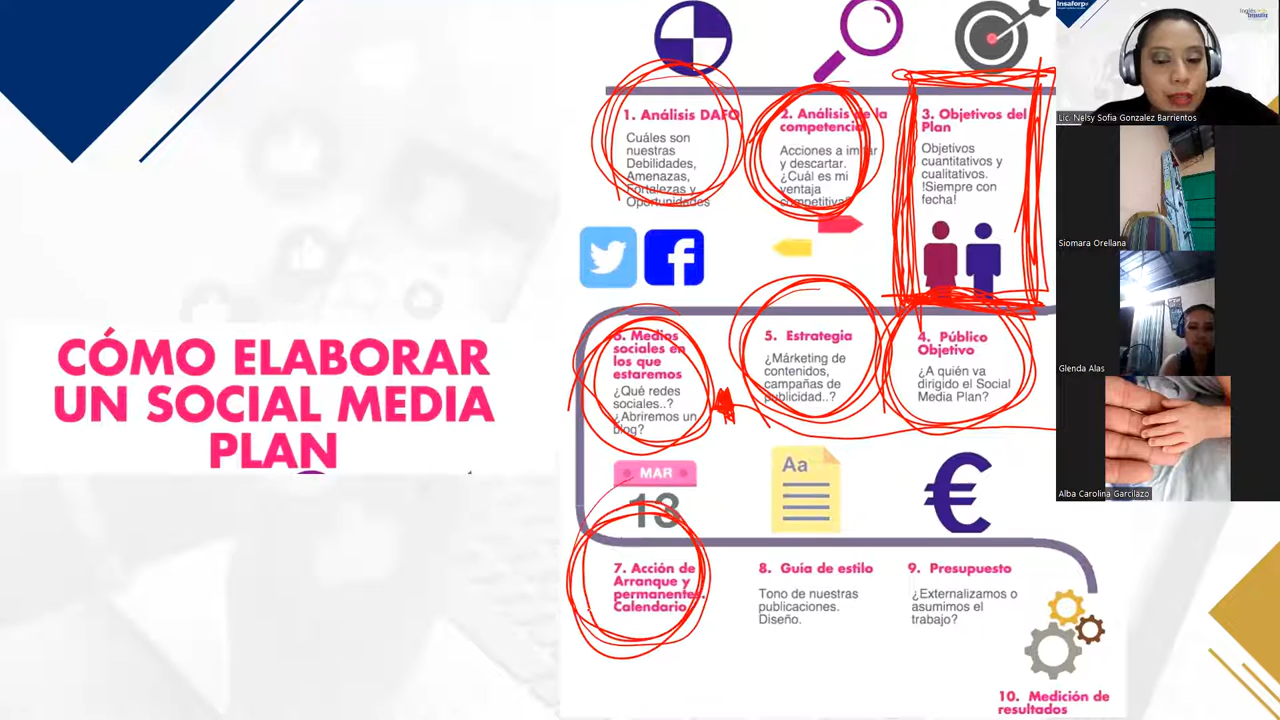 CÓMO ELABORAR
UN SOCIAL MEDIA
PLAN
1. Análisis DAFO
Cuáles son
nuestras
Debilidades,
Amenazas,
Fortalezas y
Oportunidades
2. Análisis de la
competencia
Acciones a imitar
y descartar.
¿Cuál es mi
ventaja
competitiva?
3. Objetivos del
Plan
Objetivos
cuantitativos y
cualitativos.
!Siempre con
fecha!
4. Público
Objetivo
¿A quién va
dirigido el Social
Media Plan?
5. Estrategia
¿Márketing de
contenidos,
campañas de
publicidad..?
6. Medios
sociales en
los que
estaremos
¿Qué redes
sociales..?
¿Abriremos un
blog?
MAR
13
Aa
€
7. Acción de
Arranque y
permanentes.
Calendario
8. Guía de estilo
Tono de nuestras
publicaciones.
Diseño.
9. Presupuesto
¿Externalizamos o
asumimos el
trabajo?
10. Medición de
resultados
Insaforp
Lic. Nelsy Sofia Gonzalez Barrientos
Siomara Orellana
Glenda Alas
Alba Carolina Garcilazo